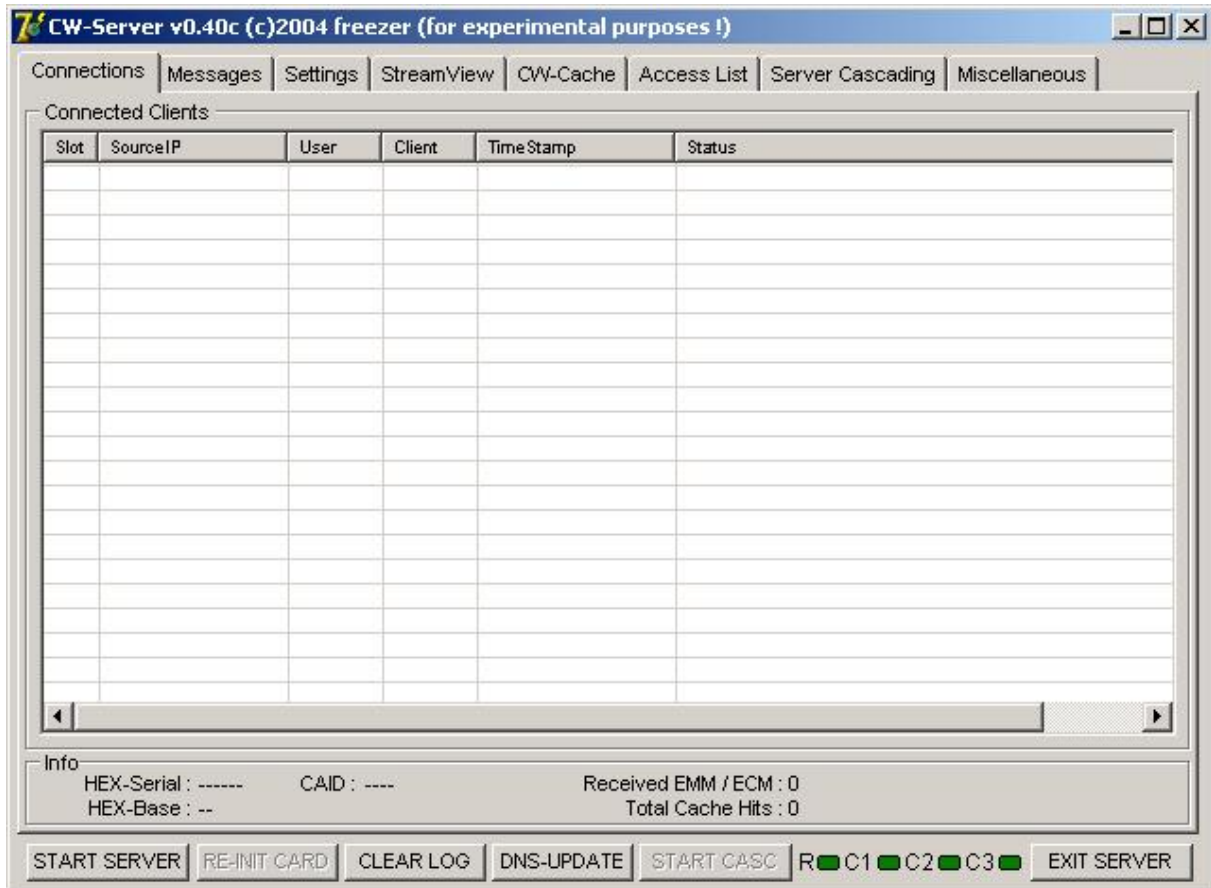 CW-Server v0.40c (c)2004 freezer (for experimental purposes !)
Connections Messages Settings StreamView CW-Cache Access List Server Cascading Miscellaneous
Connected Clients
Slot SourceIP User Client TimeStamp Status
Info
HEX-Serial : ------ CAID : ---- Received EMM / ECM : 0
HEX-Base : -- Total Cache Hits : 0
START SERVER RE-INIT CARD CLEAR LOG DNS-UPDATE START CASC R C1 C2 C3 EXIT SERVER